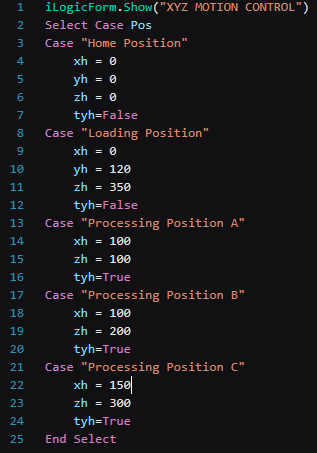 1 iLogicForm.Show("XYZ MOTION CONTROL")
2 Select Case Pos
3 Case "Home Position"
4     xh = 0
5     yh = 0
6     zh = 0
7     tyh=False
8 Case "Loading Position"
9     xh = 0
10     yh = 120
11     zh = 350
12     tyh=False
13 Case "Processing Position A"
14     xh = 100
15     zh = 100
16     tyh=True
17 Case "Processing Position B"
18     xh = 100
19     zh = 200
20     tyh=True
21 Case "Processing Position C"
22     xh = 150
23     zh = 300
24     tyh=True
25 End Select